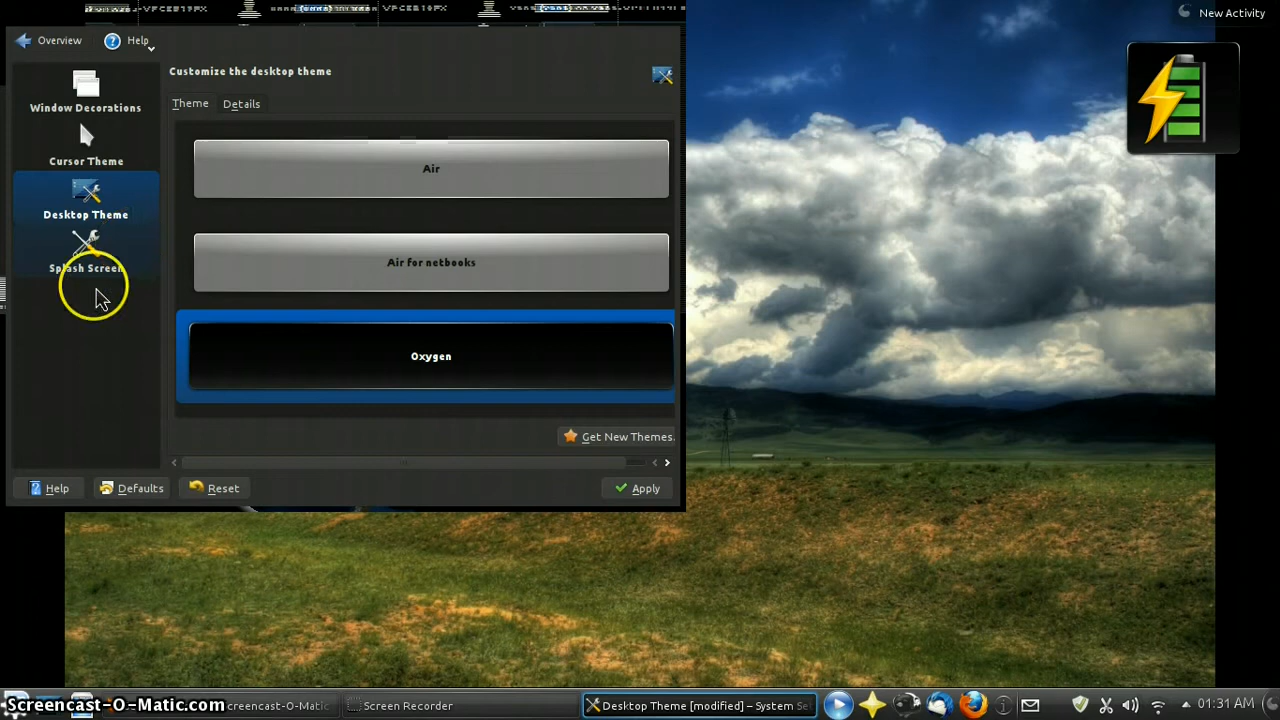 New Activity
Overview
Help
Customize the desktop theme
Theme
Details
Window Decorations
Cursor Theme
Desktop Theme
Splash Screen
Air
Air for netbooks
Oxygen
Get New Themes.
Help
Defaults
Reset
Apply
Screencast-O-Matic.com
creencast-O-Matic
Screen Recorder
Desktop Theme [modified] – System Se
01:31 AM